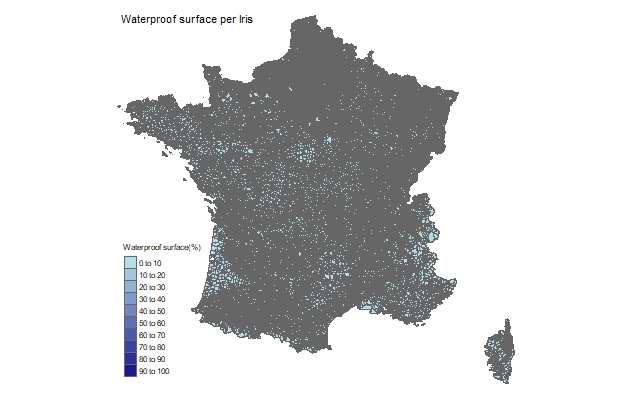 Waterproof surface per Iris
Waterproof surface(%)
0 to 10
10 to 20
20 to 30
30 to 40
40 to 50
50 to 60
60 to 70
70 to 80
80 to 90
90 to 100